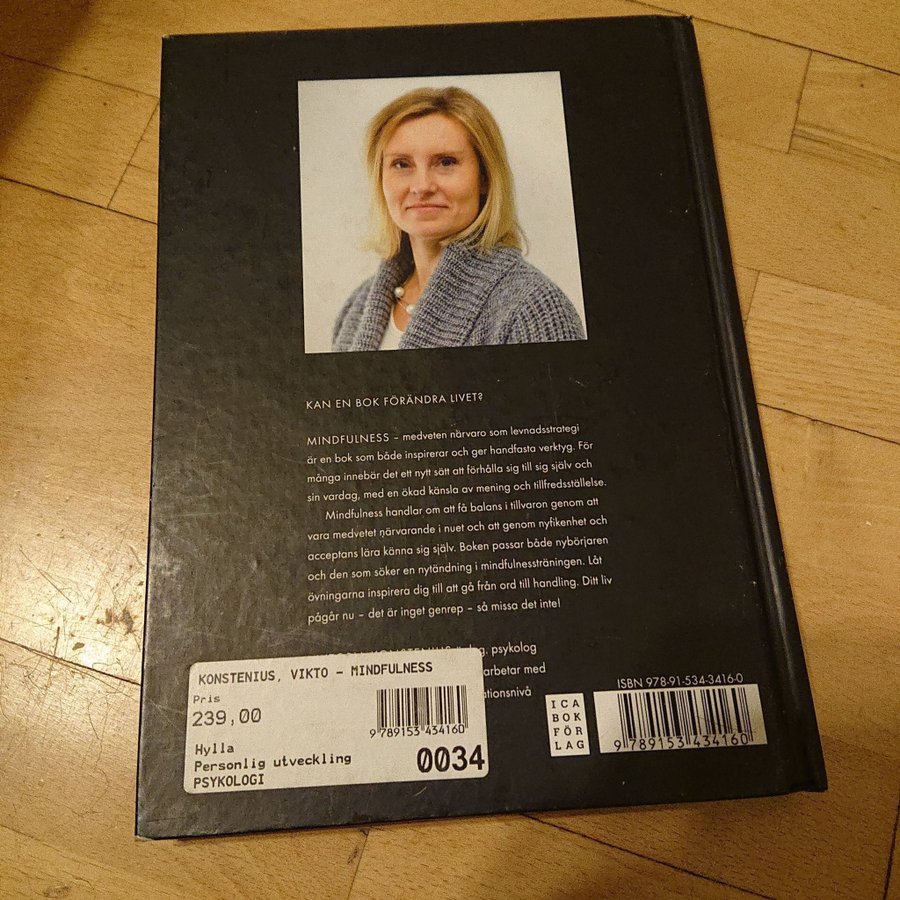 KAN EN BOK FÖRÄNDRA LIVET?
MINDFULNESS – medveten närvaro som levnadsstrategi
är en bok som både inspirerar och ger handfasta verktyg. För
många innebär det ett nytt sätt att förhålla sig till sig själv och
sin vardag, med en ökad känsla av mening och tillfredsställelse.
Mindfulness handlar om att få balans i tillvaron genom att
vara medvetet närvarande i nuet och att genom nyfikenhet och
acceptans lära känna sig själv. Boken passar både nybörjaren
och den som söker en nytändning i mindfulnessträningen. Låt
övningarna inspirera dig till att gå från ord till handling. Ditt liv
pågår nu – det är inget genrep – så missa det inte!
leg. psykolog
arbetar med
ationsnivå
KONSTENIUS, VIKTO – MINDFULNESS
Pris
239,00
9 789153 434160
Hylla
Personlig utveckling
PSYKOLOGI
0034
ICA
BOK
FÖR
LAG
ISBN 978-91-534-3416-0
9 789153 434160